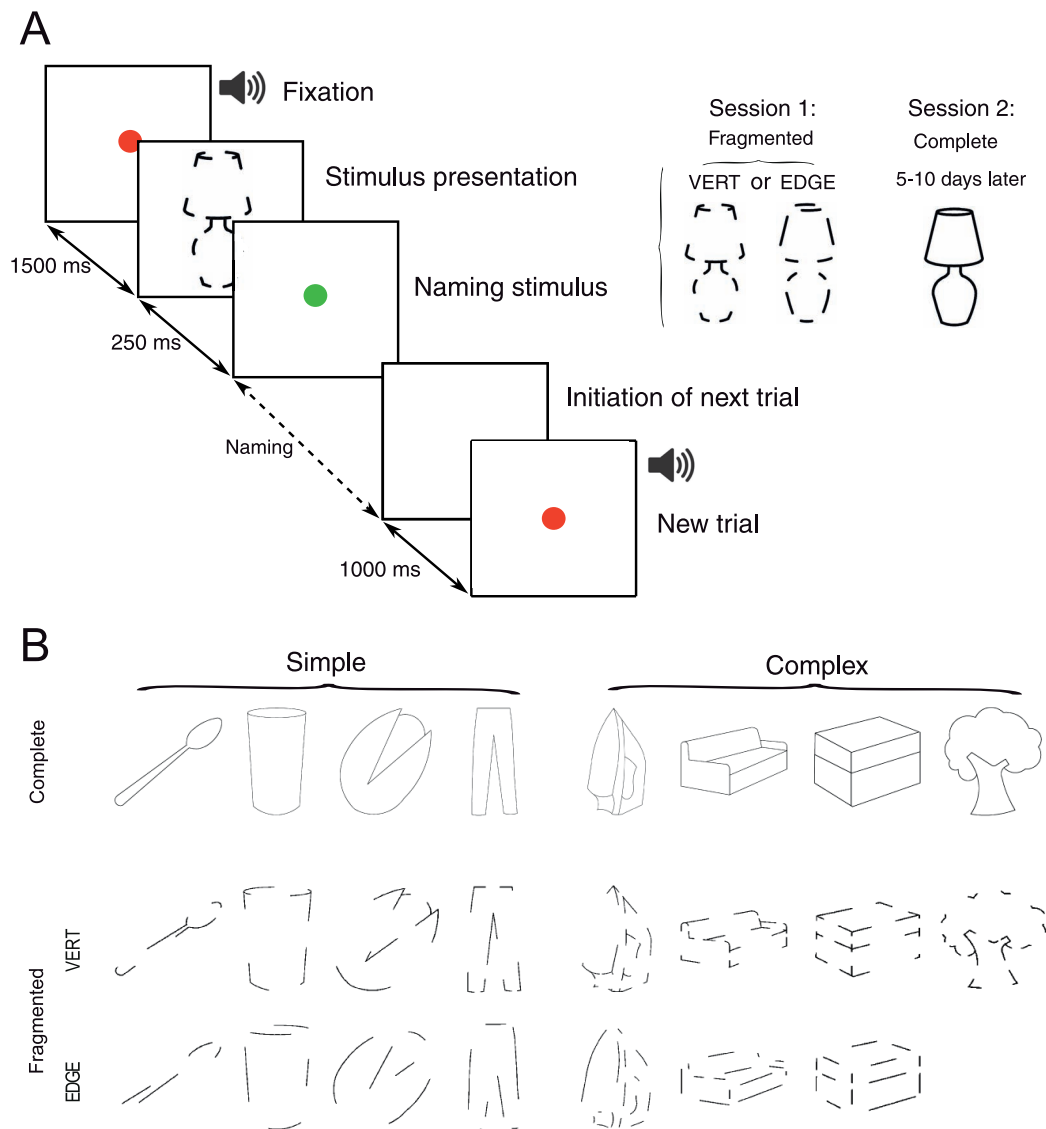 A
Fixation
Stimulus presentation
Naming stimulus
Initiation of next trial
New trial
1500 ms
250 ms
Naming
1000 ms
Session 1:
Fragmented
VERT or EDGE
Session 2:
Complete
5-10 days later
B
Simple
Complex
Complete
Fragmented
VERT
EDGE